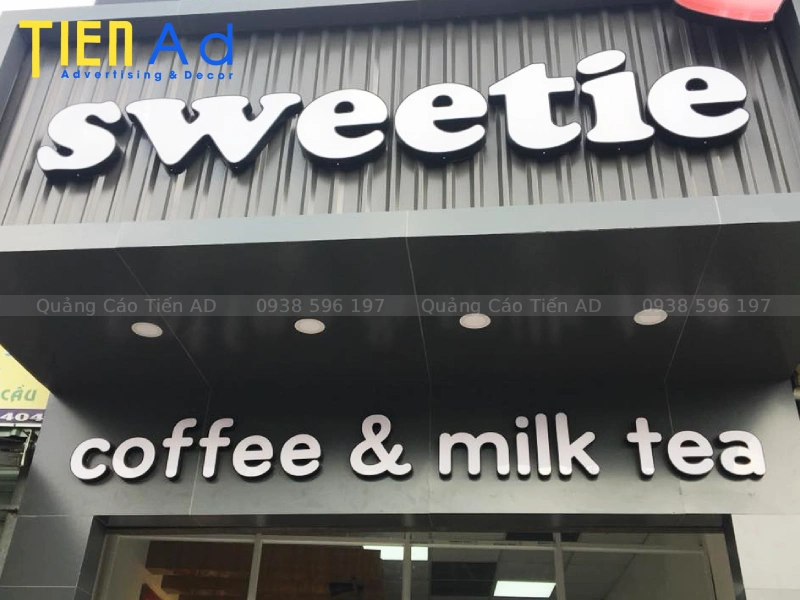 TIEN Ad
Advertising & Decor
sweetie
Quảng Cáo Tiến AD 0938 596 197 Quảng Cáo Tiến AD 0938 596 197
CẦU
404
coffee & milk tea